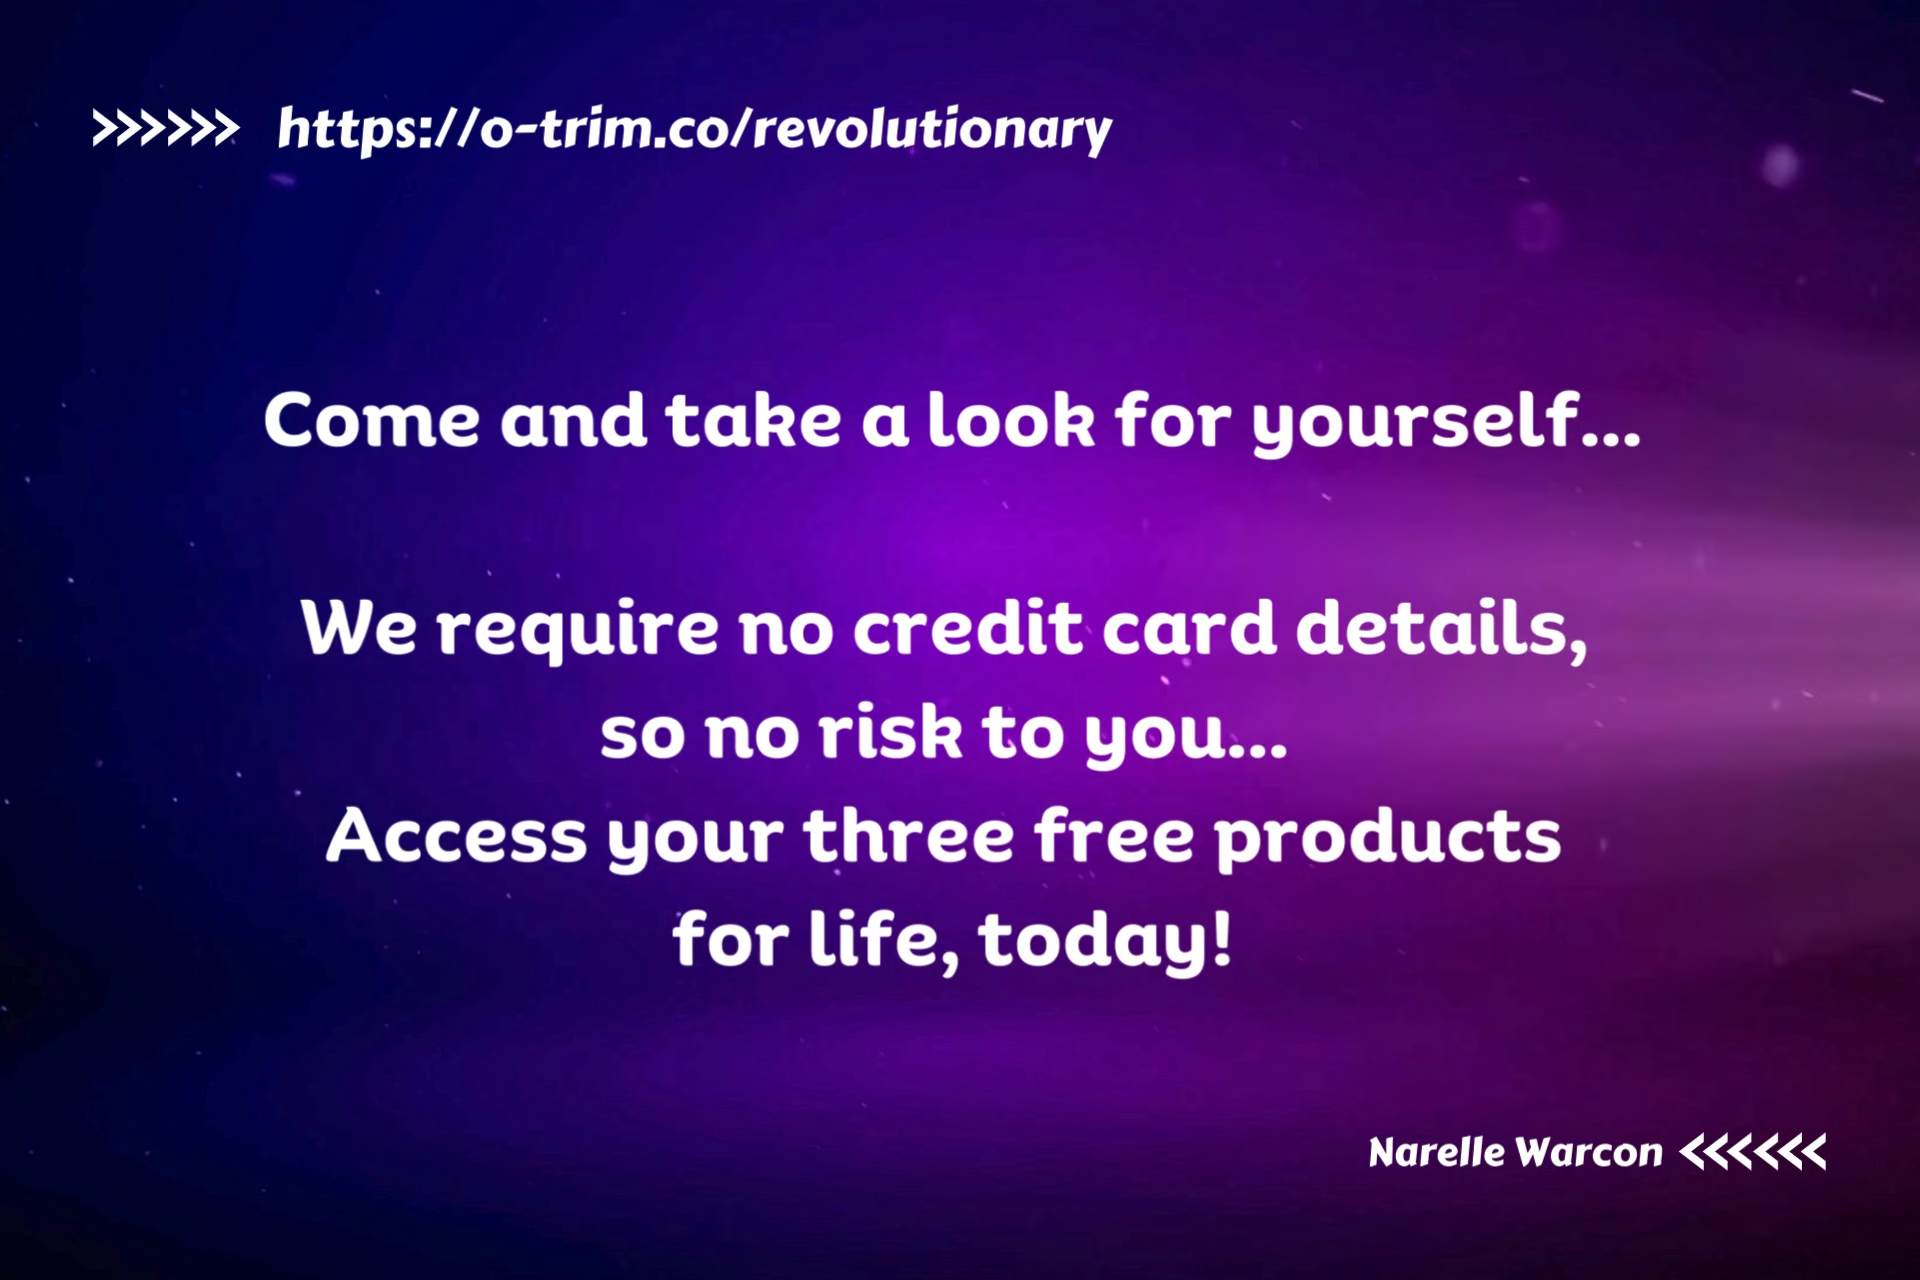 >>>>>> https://o-trim.co/revolutionary
Come and take a look for yourself...
We require no credit card details,
so no risk to you...
Access your three free products
for life, today!
Narelle Warcon <<<<<<